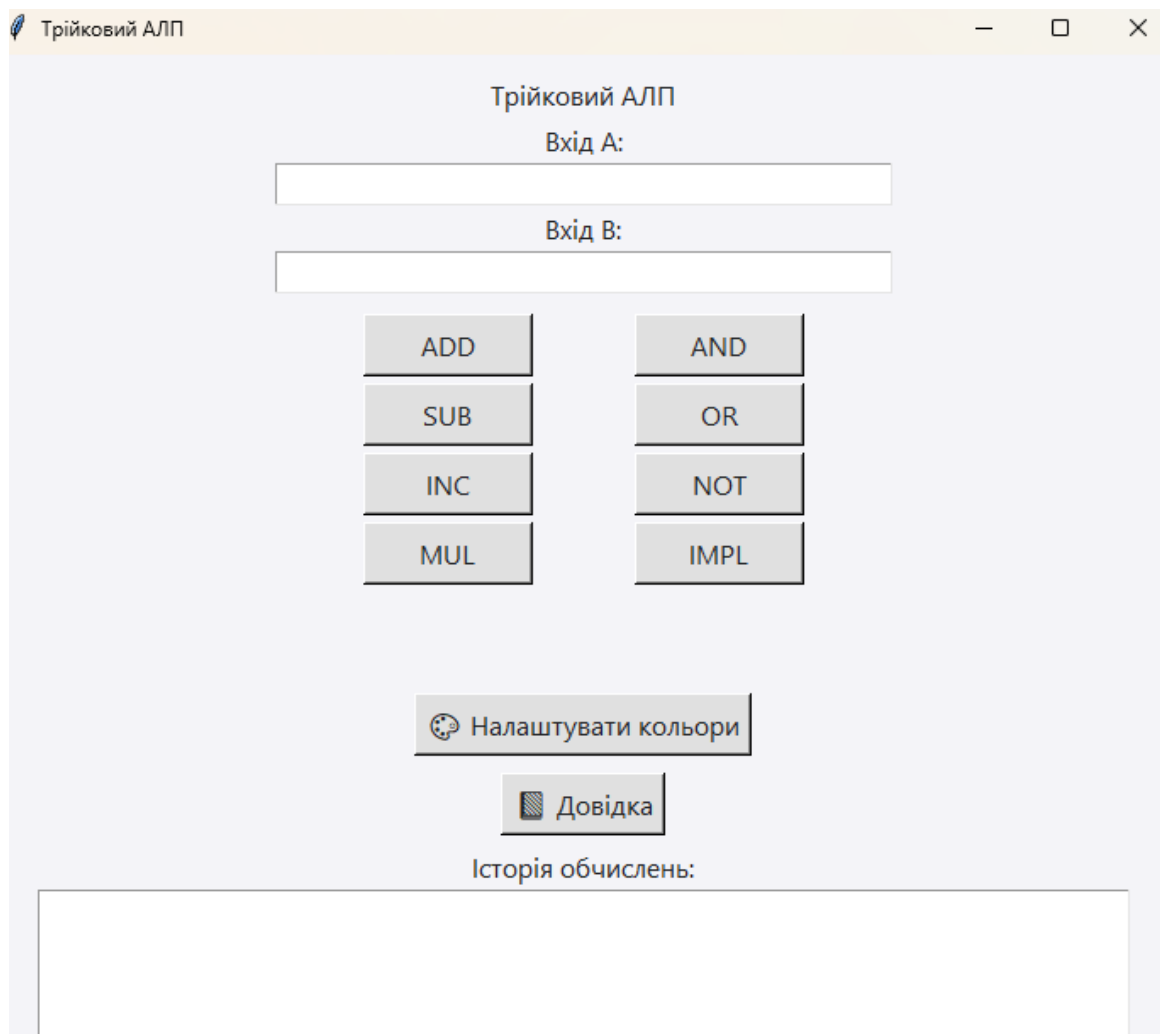 Трійковий АЛП
Трійковий АЛП
Вхід A:
Вхід B:
ADD AND
SUB OR
INC NOT
MUL IMPL
Налаштувати кольори
Довідка
Історія обчислень: